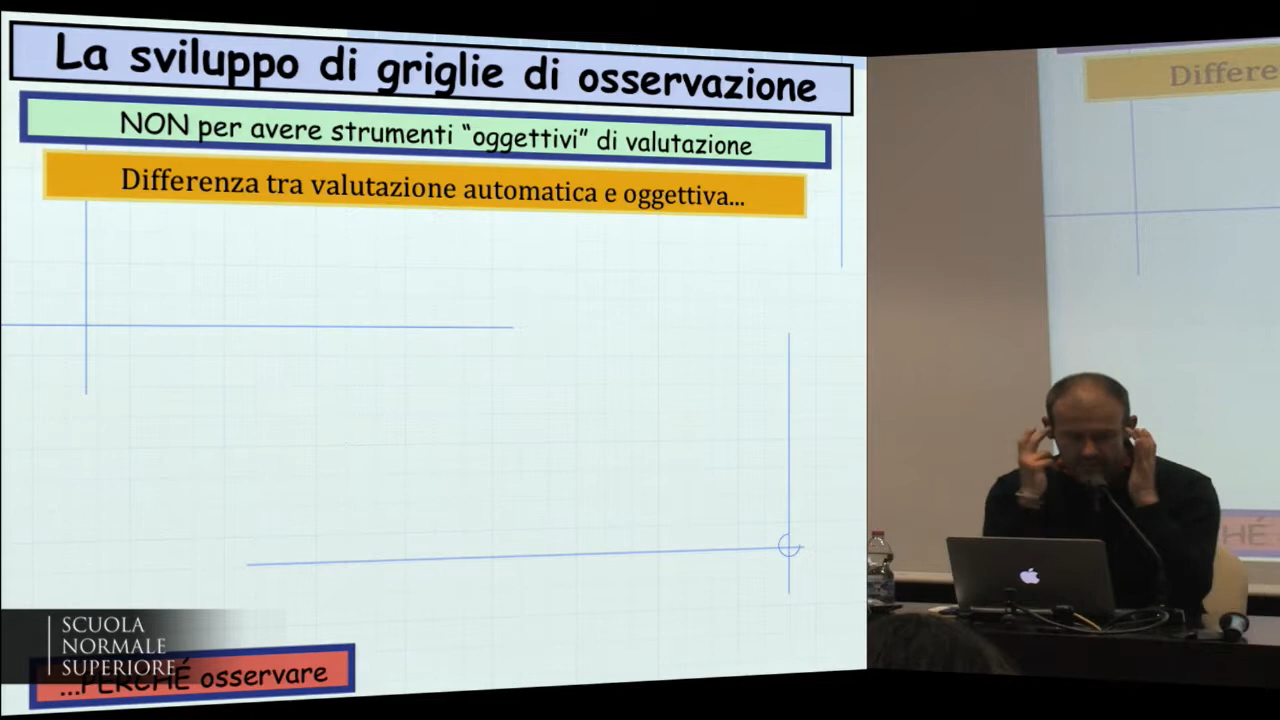 La sviluppo di griglie di osservazione
NON per avere strumenti “oggettivi” di valutazione
Differenza tra valutazione automatica e oggettiva...
...PERCHÉ osservare
SCUOLA
NORMALE
SUPERIORE
Differe
HÉ